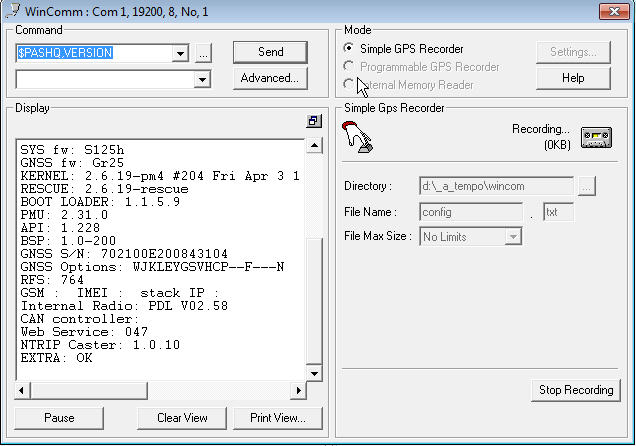 WinComm : Com 1, 19200, 8, No, 1
Command
$PASHQ,VERSION
...
Send
Advanced...
Mode
Simple GPS Recorder
Programmable GPS Recorder
Internal Memory Reader
Settings...
Help
Display
SYS fw: S125h
GNSS fw: Gr25
KERNEL: 2.6.19-pm4 #204 Fri Apr 3 1
RESCUE: 2.6.19-rescue
BOOT LOADER: 1.1.5.9
PMU: 2.31.0
API: 1.228
BSP: 1.0-200
GNSS S/N: 702100E200843104
GNSS Options: WJKLEYGSVHCP--F---N
RFS: 764
GSM : IMEI : stack IP :
Internal Radio: PDL V02.58
CAN controller:
Web Service: 047
NTRIP Caster: 1.0.10
EXTRA: OK
Pause
Clear View
Print View...
Simple Gps Recorder
Recording...
(0KB)
Directory :
d:\_a_tempo\wincom
...
File Name :
config
.
txt
File Max Size :
No Limits
Stop Recording